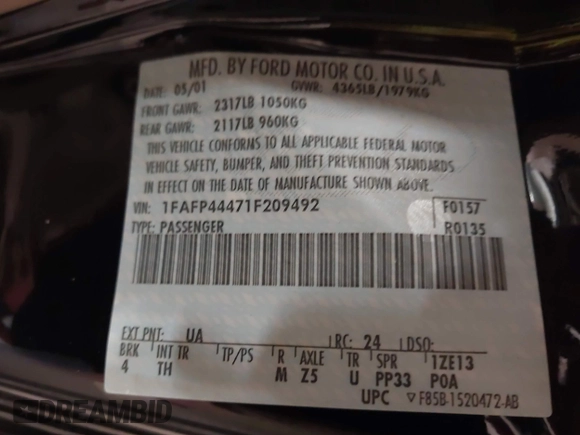 MFD. BY FORD MOTOR CO. IN U.S.A.
DATE: 05/01 GVWR: 4365LB/1979KG
FRONT GAWR: 2317LB 1050KG
REAR GAWR: 2117LB 960KG
THIS VEHICLE CONFORMS TO ALL APPLICABLE FEDERAL MOTOR
VEHICLE SAFETY, BUMPER, AND THEFT PREVENTION STANDARDS
IN EFFECT ON THE DATE OF MANUFACTURE SHOWN ABOVE.
VIN: 1FAFP44471F209492 F0157
TYPE: PASSENGER R0135
EXT PNT: UA RC: 24 DSO:
BRK INT TR TP/PS R AXLE TR SPR 1ZE13
4 TH M Z5 U PP33 POA
UPC ▽F85B-1520472-AB
DREAMBID